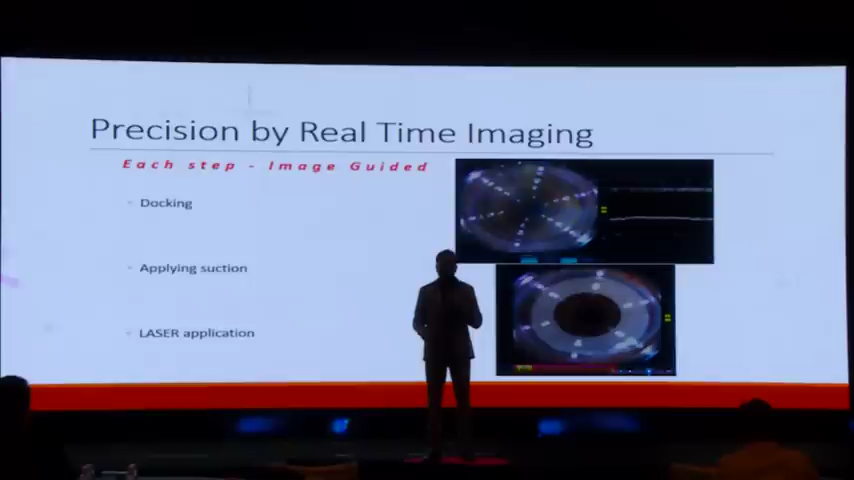 Precision by Real Time Imaging
Each step - Image Guided
Docking
Applying suction
LASER application